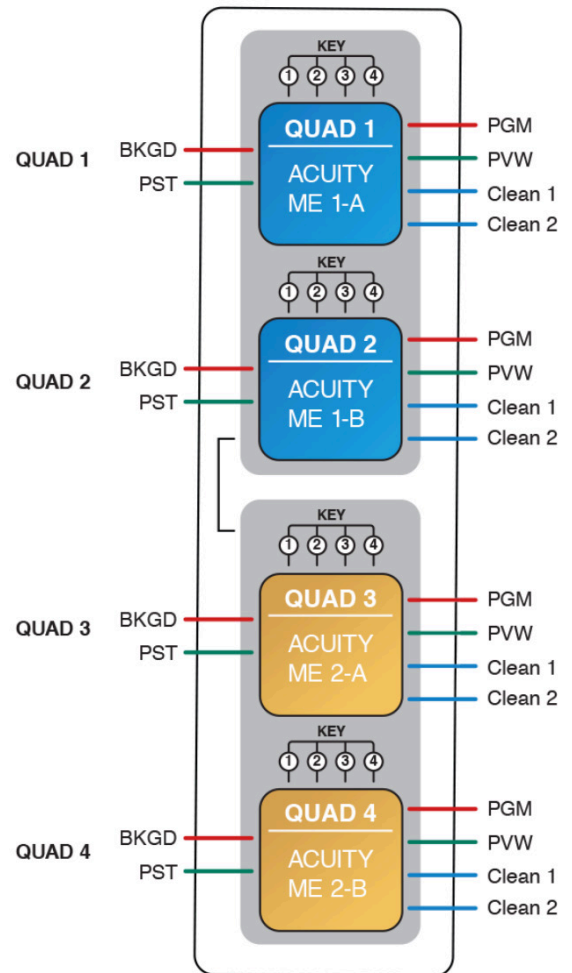 KEY
1 2 3 4
QUAD 1
BKGD
PST
QUAD 1
ACUITY
ME 1-A
PGM
PVW
Clean 1
Clean 2
KEY
1 2 3 4
QUAD 2
BKGD
PST
QUAD 2
ACUITY
ME 1-B
PGM
PVW
Clean 1
Clean 2
KEY
1 2 3 4
QUAD 3
BKGD
PST
QUAD 3
ACUITY
ME 2-A
PGM
PVW
Clean 1
Clean 2
KEY
1 2 3 4
QUAD 4
BKGD
PST
QUAD 4
ACUITY
ME 2-B
PGM
PVW
Clean 1
Clean 2